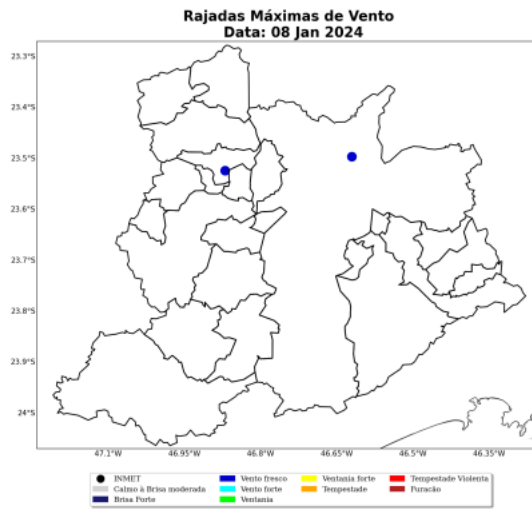 Rajadas Máximas de Vento
Data: 08 Jan 2024
23.3°S
23.4°S
23.5°S
23.6°S
23.7°S
23.8°S
23.9°S
24°S
47.1°W 46.95°W 46.8°W 46.65°W 46.5°W 46.35°W
INMET Vento fresco Ventania forte Tempestade Violenta
Calmo à Brisa moderada Vento forte Tempestade Furacão
Brisa Forte Ventania